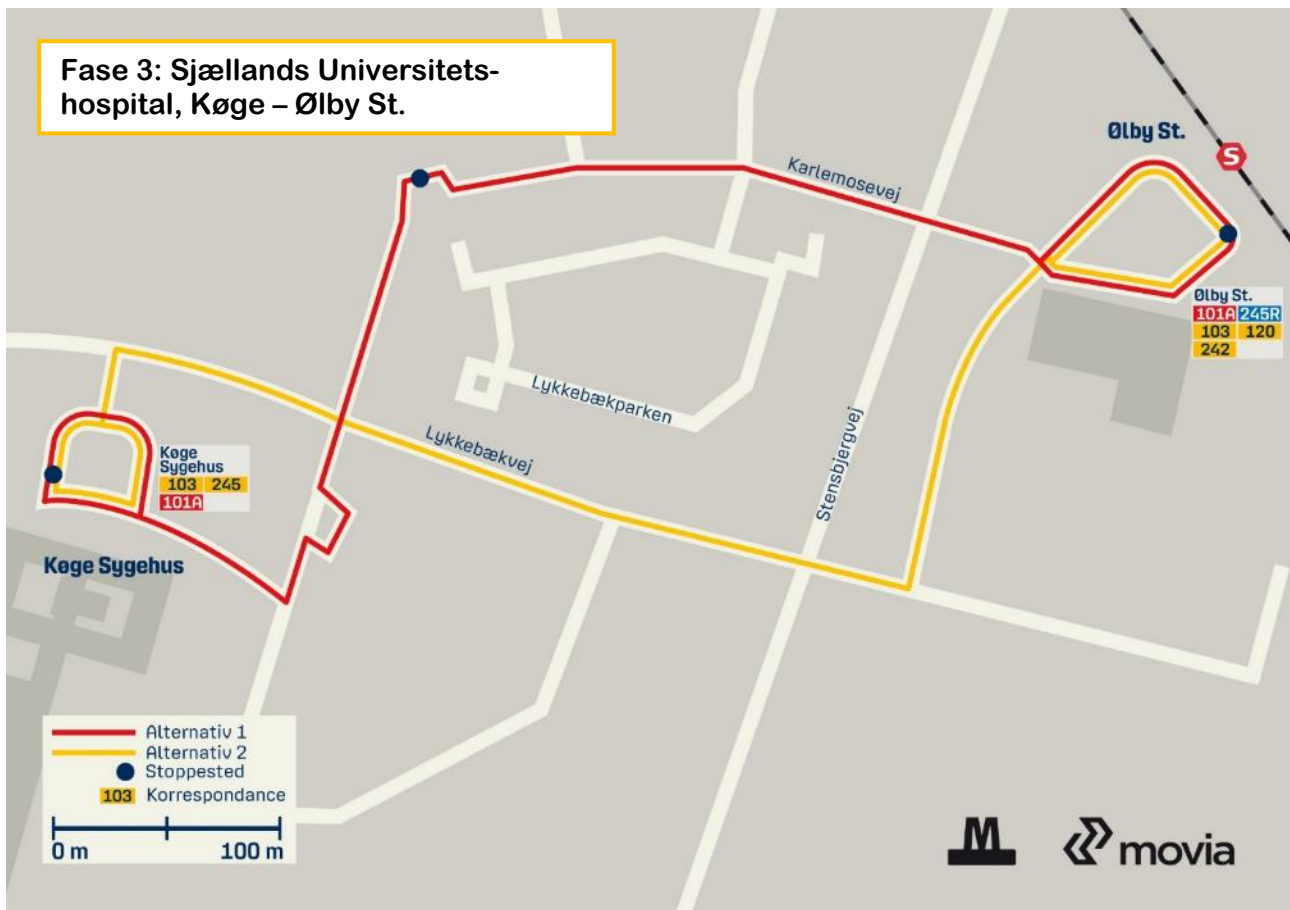 Fase 3: Sjællands Universitets-
hospital, Køge – Ølby St.
Ølby St.
S
Karlemosevej
Ølby St.
101A 245R
103 120
242
Lykkebækparken
Lykkebækvej
Stensbjergvej
Køge
Sygehus
103 245
101A
Køge Sygehus
Alternativ 1
Alternativ 2
Stoppested
103 Korrespondance
0 m 100 m
M
movia